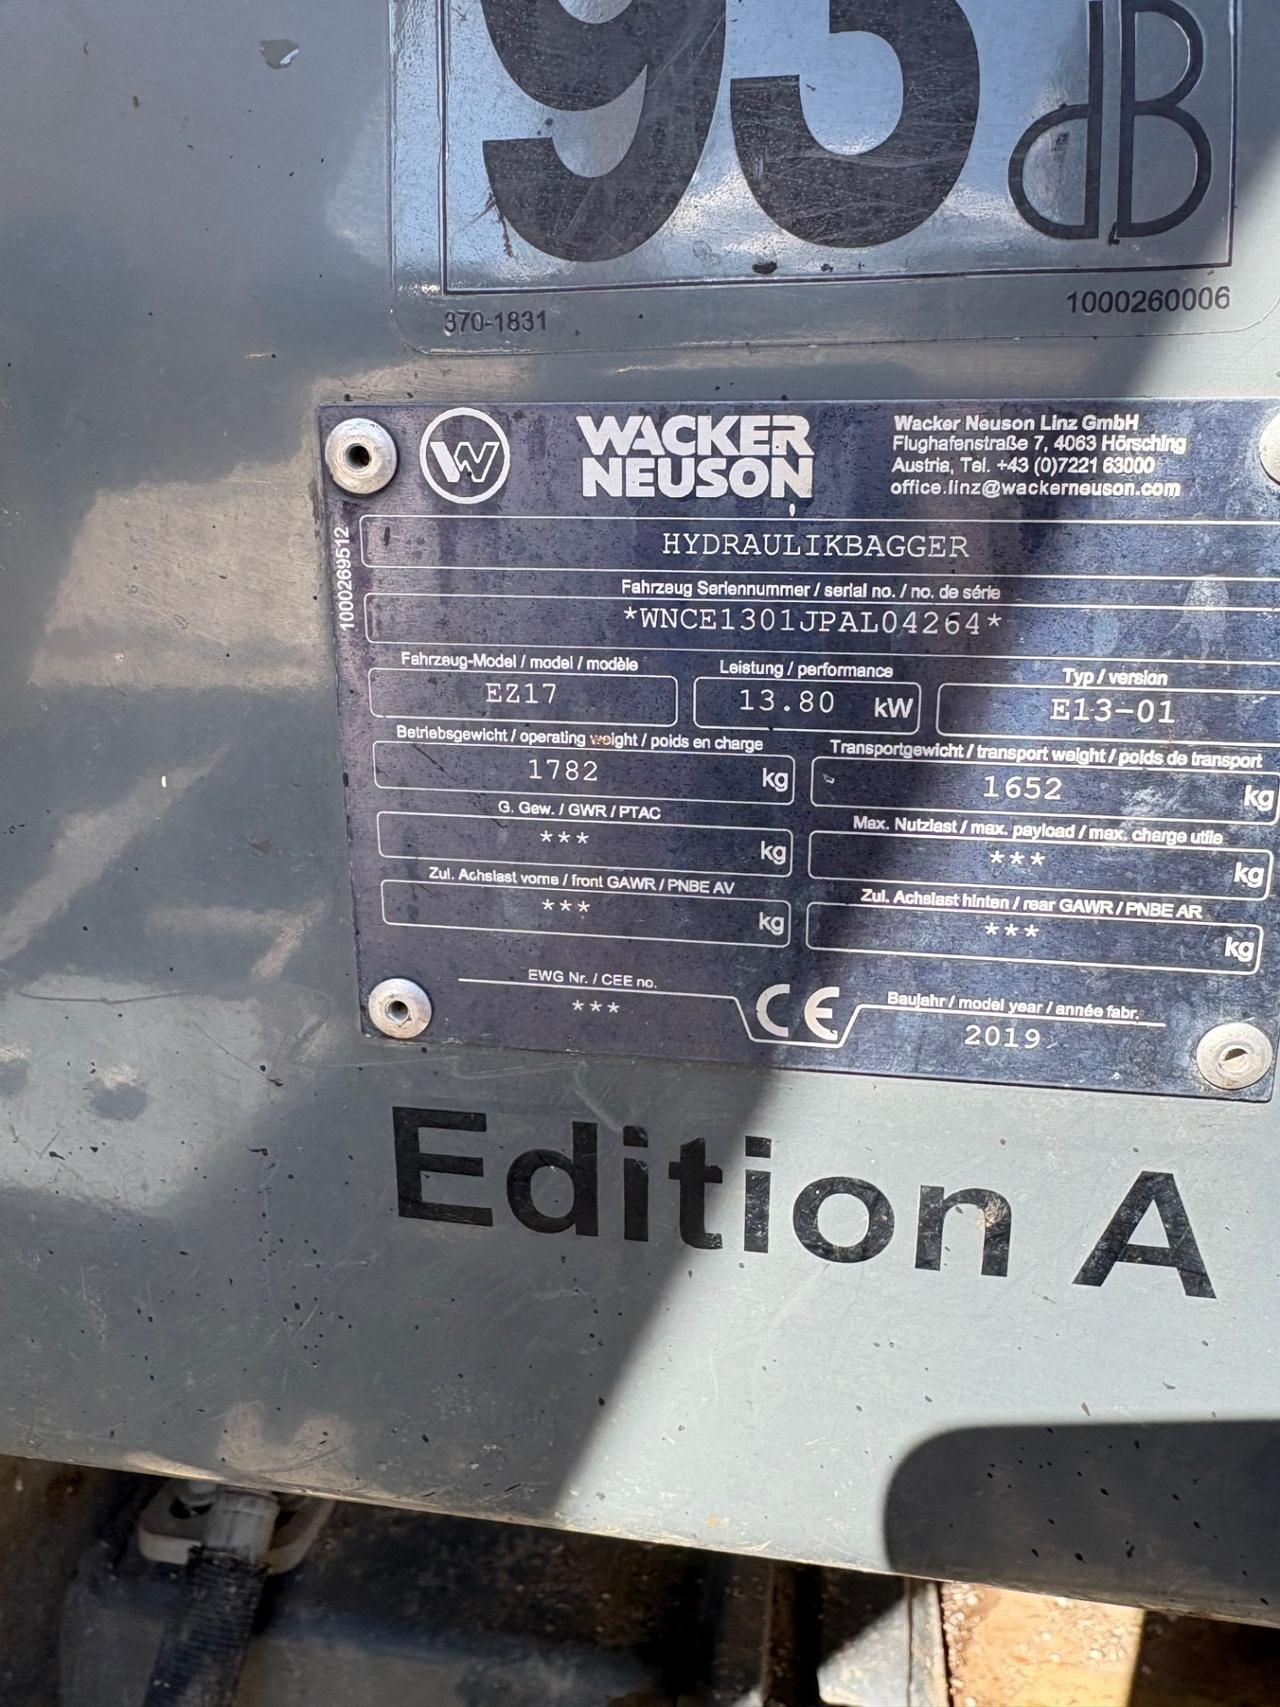 93 dB
370-1831
1000260006
WACKER
NEUSON
Wacker Neuson Linz GmbH
Flughafenstraße 7, 4063 Hörsching
Austria, Tel. +43 (0)7221 63000
office.linz@wackerneuson.com
1000269512
HYDRAULIKBAGGER
Fahrzeug Seriennummer / serial no. / no. de série
*WNCE1301JPAL04264*
Fahrzeug-Model / model / modèle
EZ17
Leistung / performance
13.80 kW
Typ / version
E13-01
Betriebsgewicht / operating weight / poids en charge
1782 kg
Transportgewicht / transport weight / poids de transport
1652 kg
G. Gew. / GWR / PTAC
*** kg
Max. Nutzlast / max. payload / max. charge utile
*** kg
Zul. Achslast vorne / front GAWR / PNBE AV
*** kg
Zul. Achslast hinten / rear GAWR / PNBE AR
*** kg
EWG Nr. / CEE no.
***
CE
Baujahr / model year / année fabr.
2019
Edition A